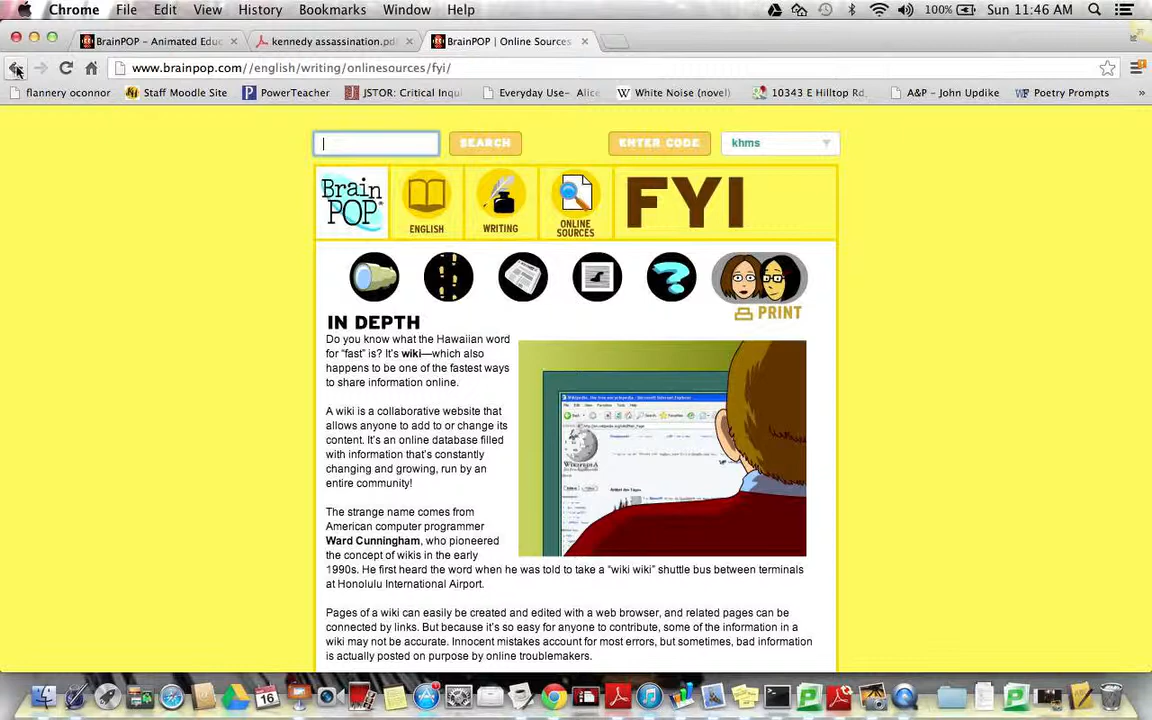 Chrome File Edit View History Bookmarks Window Help 100% Sun 11:46 AM
BrainPOP – Animated Educ kennedy assassination.pdf BrainPOP | Online Sources
www.brainpop.com//english/writing/onlinesources/fyi/
flannery oconnor Staff Moodle Site PowerTeacher JSTOR: Critical Inqui Everyday Use- Alice White Noise (novel) 10343 E Hilltop Rd, A&P - John Updike Poetry Prompts »
SEARCH ENTER CODE khms
Brain POP ENGLISH WRITING ONLINE SOURCES FYI
PRINT
IN DEPTH
Do you know what the Hawaiian word
for “fast” is? It’s wiki—which also
happens to be one of the fastest ways
to share information online.
A wiki is a collaborative website that
allows anyone to add to or change its
content. It’s an online database filled
with information that’s constantly
changing and growing, run by an
entire community!
The strange name comes from
American computer programmer
Ward Cunningham, who pioneered
the concept of wikis in the early
1990s. He first heard the word when he was told to take a “wiki wiki” shuttle bus between terminals
at Honolulu International Airport.
Pages of a wiki can easily be created and edited with a web browser, and related pages can be
connected by links. But because it’s so easy for anyone to contribute, some of the information in a
wiki may not be accurate. Innocent mistakes account for most errors, but sometimes, bad information
is actually posted on purpose by online troublemakers.
WIKIPEDIA
16